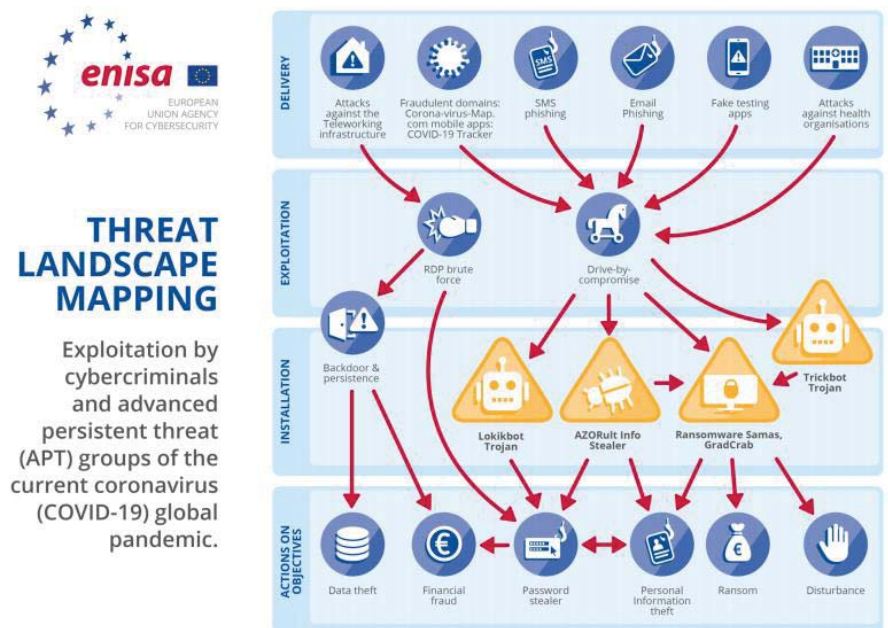 enisa
EUROPEAN
UNION AGENCY
FOR CYBERSECURITY
THREAT
LANDSCAPE
MAPPING
Exploitation by
cybercriminals
and advanced
persistent threat
(APT) groups of the
current coronavirus
(COVID-19) global
pandemic.
DELIVERY
Attacks
against the
Teleworking
infrastructure
Fraudulent domains:
Corona-virus-Map.
com mobile apps:
COVID-19 Tracker
SMS
SMS
phishing
Email
Phishing
Fake testing
apps
Attacks
against health
organisations
EXPLOITATION
RDP brute
force
Drive-by-
compromise
INSTALLATION
Backdoor &
persistence
Lokikbot
Trojan
AZORult Info
Stealer
Ransomware Samas,
GradCrab
Trickbot
Trojan
ACTIONS ON
OBJECTIVES
Data theft
€
Financial
fraud
Password
stealer
Personal
Information
theft
€
Ransom
Disturbance